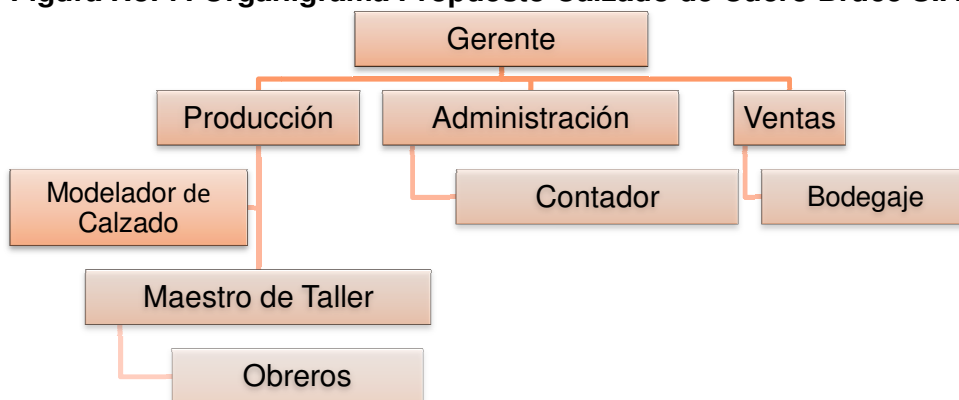 Gerente
Producción
Administración
Ventas
Modelador de
Calzado
Contador
Bodegaje
Maestro de Taller
Obreros